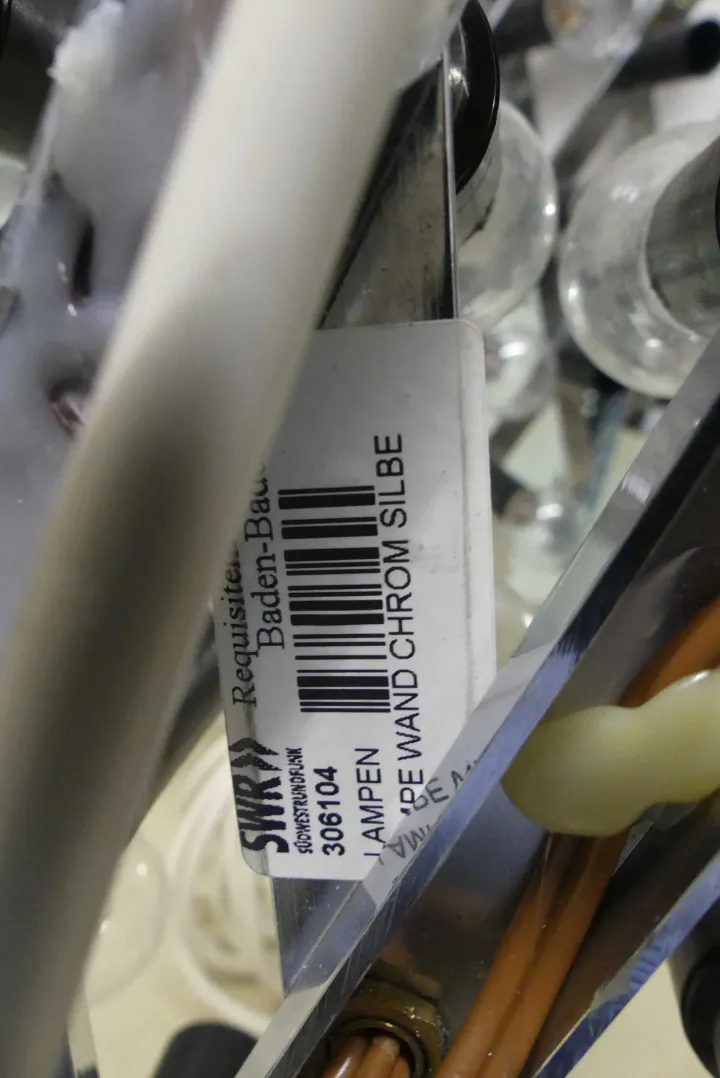 SWR»
SÜDWESTRUNDFUNK
Requisiten
Baden-Bad
306104
LAMPEN
PE WAND CHROM SILBE